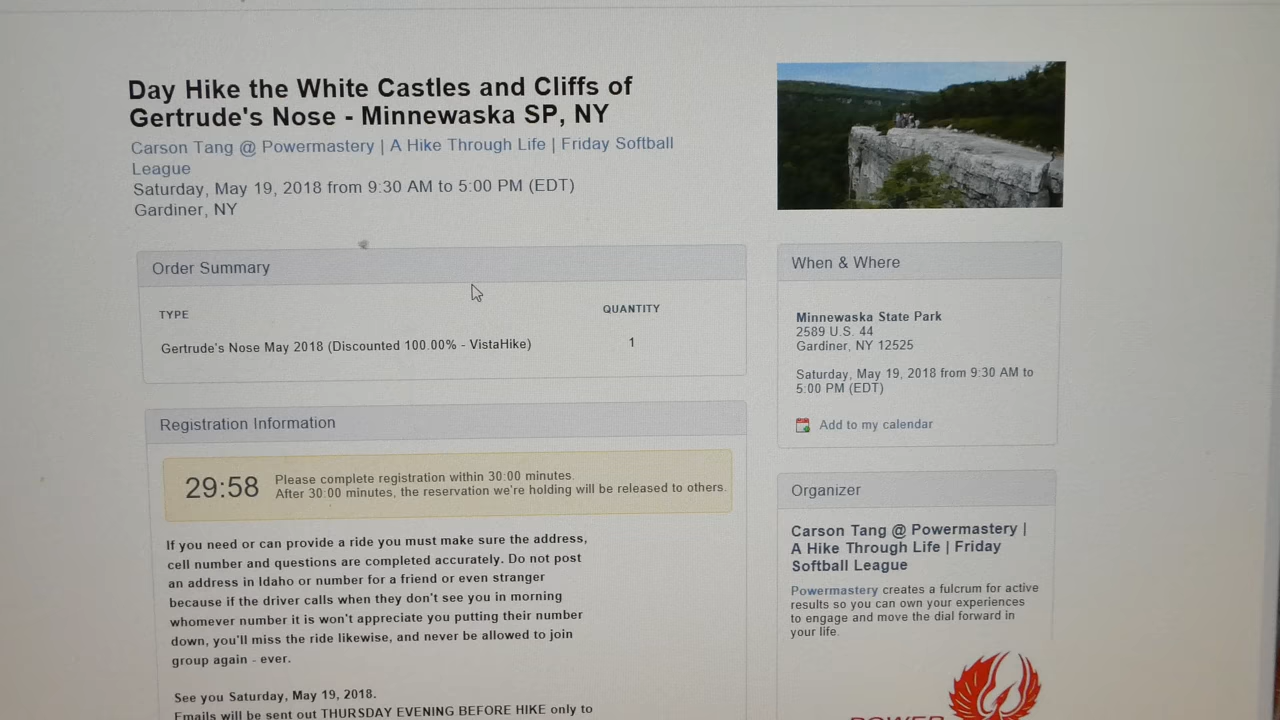 Day Hike the White Castles and Cliffs of
Gertrude's Nose - Minnewaska SP, NY
Carson Tang @ Powermastery | A Hike Through Life | Friday Softball
League
Saturday, May 19, 2018 from 9:30 AM to 5:00 PM (EDT)
Gardiner, NY
Order Summary
TYPE
QUANTITY
Gertrude's Nose May 2018 (Discounted 100.00% - VistaHike)
1
Registration Information
29:58
Please complete registration within 30:00 minutes.
After 30:00 minutes, the reservation we're holding will be released to others.
If you need or can provide a ride you must make sure the address,
cell number and questions are completed accurately. Do not post
an address in Idaho or number for a friend or even stranger
because if the driver calls when they don't see you in morning
whomever number it is won't appreciate you putting their number
down, you'll miss the ride likewise, and never be allowed to join
group again - ever.
See you Saturday, May 19, 2018.
Emails will be sent out THURSDAY EVENING BEFORE HIKE only to
When & Where
Minnewaska State Park
2589 U.S. 44
Gardiner, NY 12525
Saturday, May 19, 2018 from 9:30 AM to
5:00 PM (EDT)
Add to my calendar
Organizer
Carson Tang @ Powermastery |
A Hike Through Life | Friday
Softball League
Powermastery creates a fulcrum for active
results so you can own your experiences
to engage and move the dial forward in
your life.
POWER